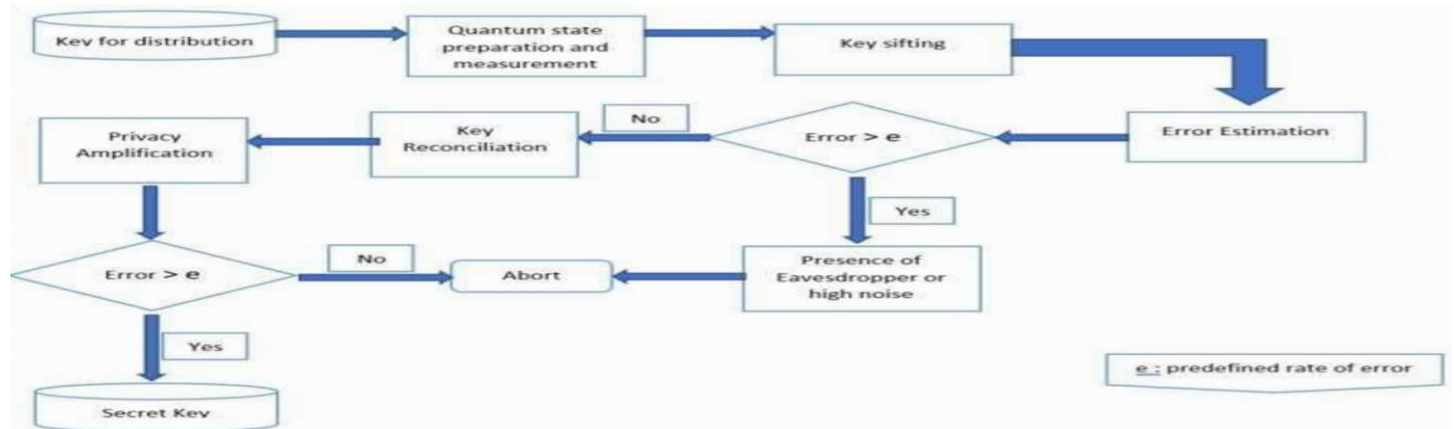 Key for distribution
Quantum state
preparation and
measurement
Key sifting
Error Estimation
Error > e
No
Key
Reconciliation
Privacy
Amplification
Yes
Presence of
Eavesdropper or
high noise
Abort
No
Error > e
Yes
Secret Key
e : predefined rate of error